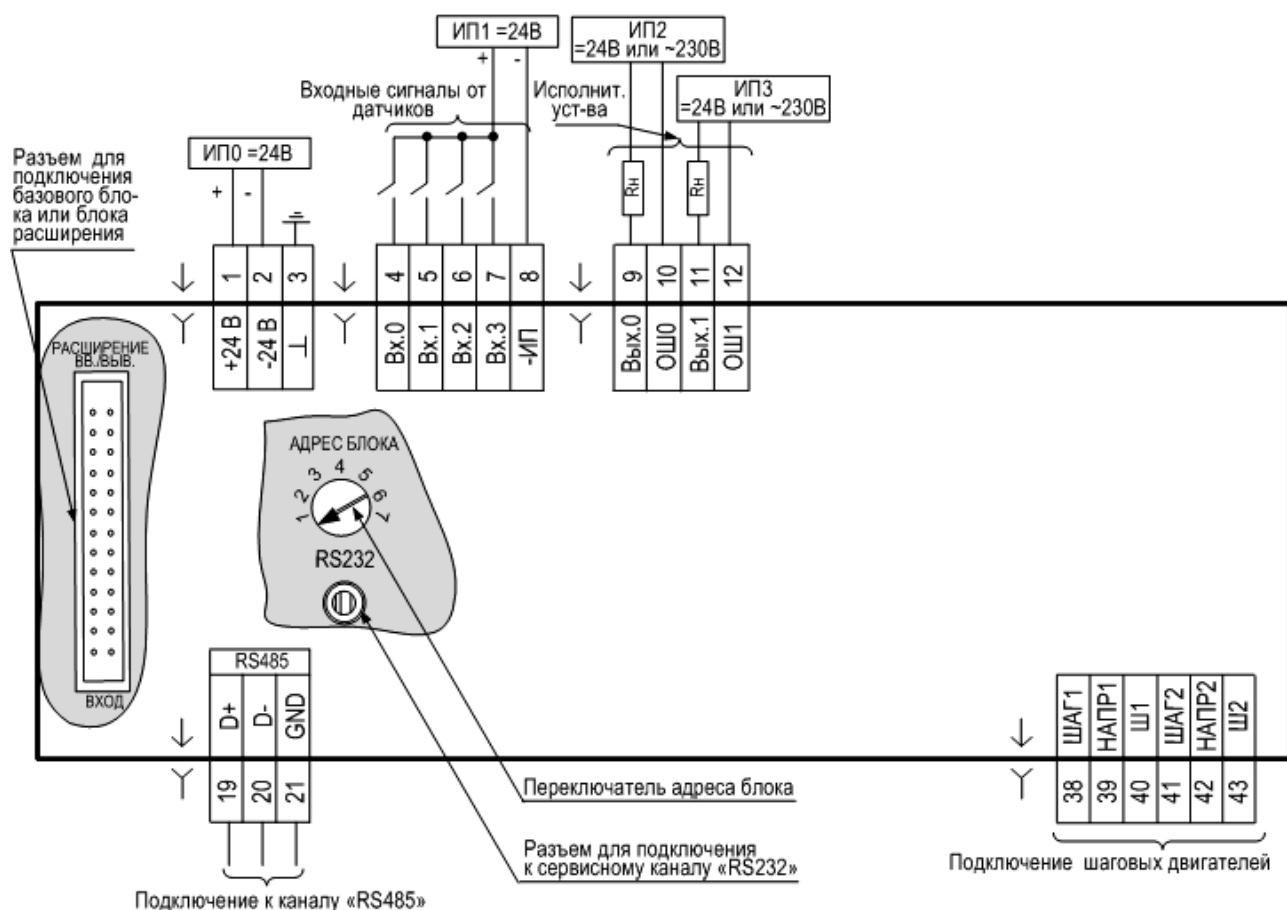 ИП1 =24В
+
-
ИП2
=24В или ~230В
Входные сигналы от
датчиков
Исполнит.
уст-ва
ИП3
=24В или ~230В
ИП0 =24В
+
-
Разъем для
подключения
базового бло-
ка или блока
расширения
Rн
Rн
1
2
3
4
5
6
7
8
9
10
11
12
+24 В
-24 В
⊥
Вх.0
Вх.1
Вх.2
Вх.3
-ИП
Вых.0
ОШ0
Вых.1
ОШ1
РАСШИРЕНИЕ
ВВ./ВЫВ.
ВХОД
АДРЕС БЛОКА
1
2
3
4
5
6
7
RS232
RS485
D+
D-
GND
19
20
21
ШАГ1
НАПР1
Ш1
ШАГ2
НАПР2
Ш2
38
39
40
41
42
43
Переключатель адреса блока
Разъем для подключения
к сервисному каналу «RS232»
Подключение шаговых двигателей
Подключение к каналу «RS485»